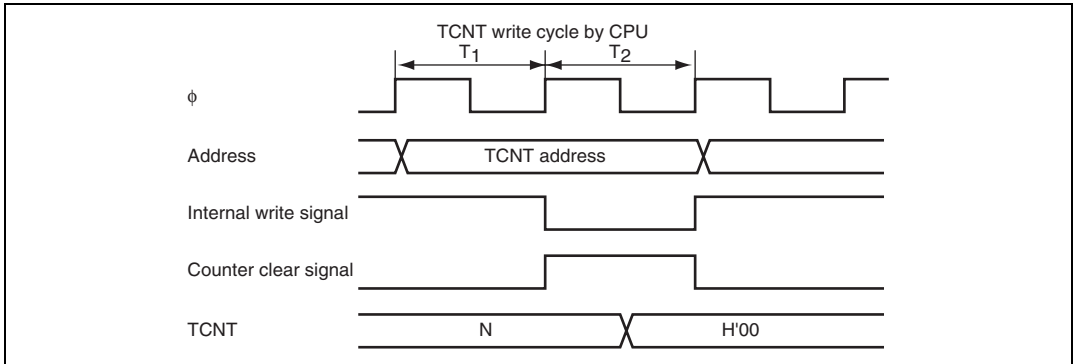 TCNT write cycle by CPU
T1 T2
ϕ
Address TCNT address
Internal write signal
Counter clear signal
TCNT N H'00